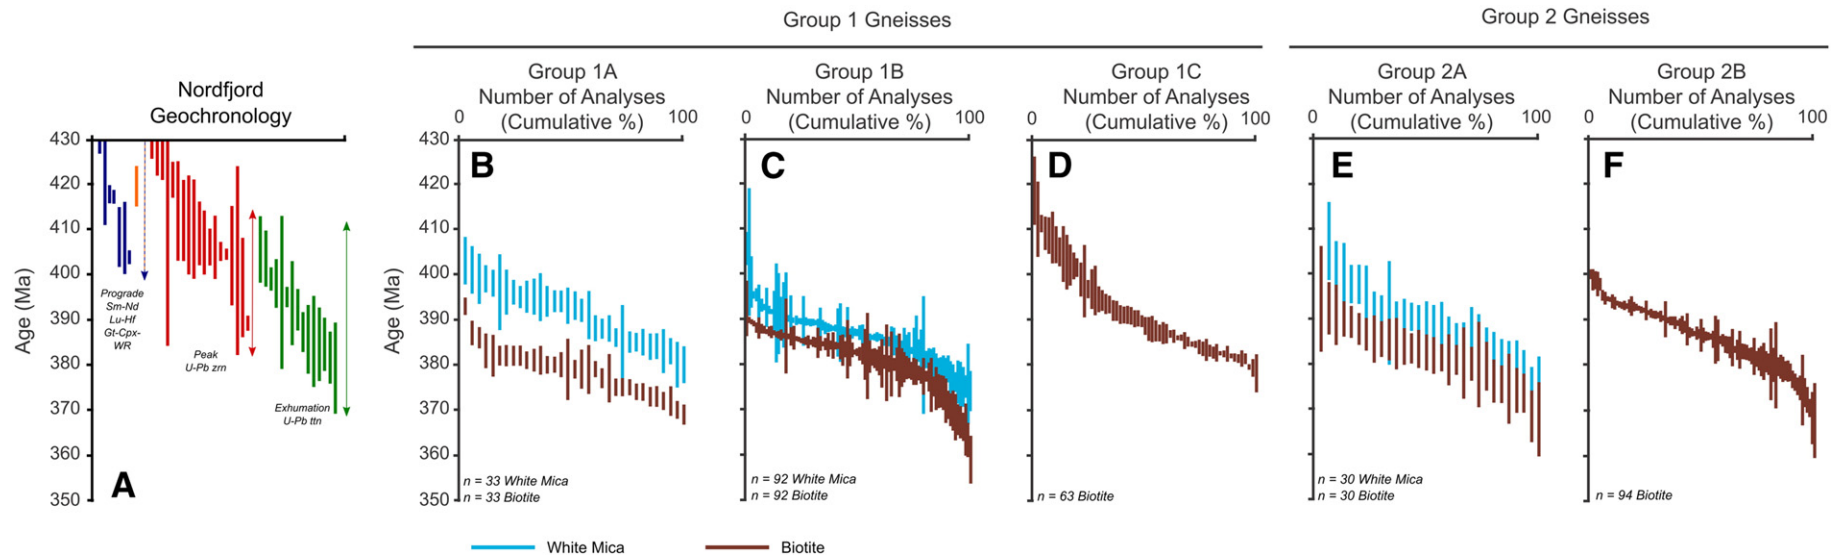 Group 1 Gneisses
Group 2 Gneisses
Nordfjord
Geochronology
Group 1A
Number of Analyses
(Cumulative %)
0
100
Group 1B
Number of Analyses
(Cumulative %)
0
100
Group 1C
Number of Analyses
(Cumulative %)
0
100
Group 2A
Number of Analyses
(Cumulative %)
0
100
Group 2B
Number of Analyses
(Cumulative %)
0
100
Age (Ma)
430
420
410
400
390
380
370
360
350
Prograde
Sm-Nd
Lu-Hf
Gt-Cpx-
WR
Peak
U-Pb zrn
Exhumation
U-Pb ttn
A
Age (Ma)
430
420
410
400
390
380
370
360
350
B
n = 33 White Mica
n = 33 Biotite
C
n = 92 White Mica
n = 92 Biotite
D
n = 63 Biotite
E
n = 30 White Mica
n = 30 Biotite
F
n = 94 Biotite
White Mica
Biotite